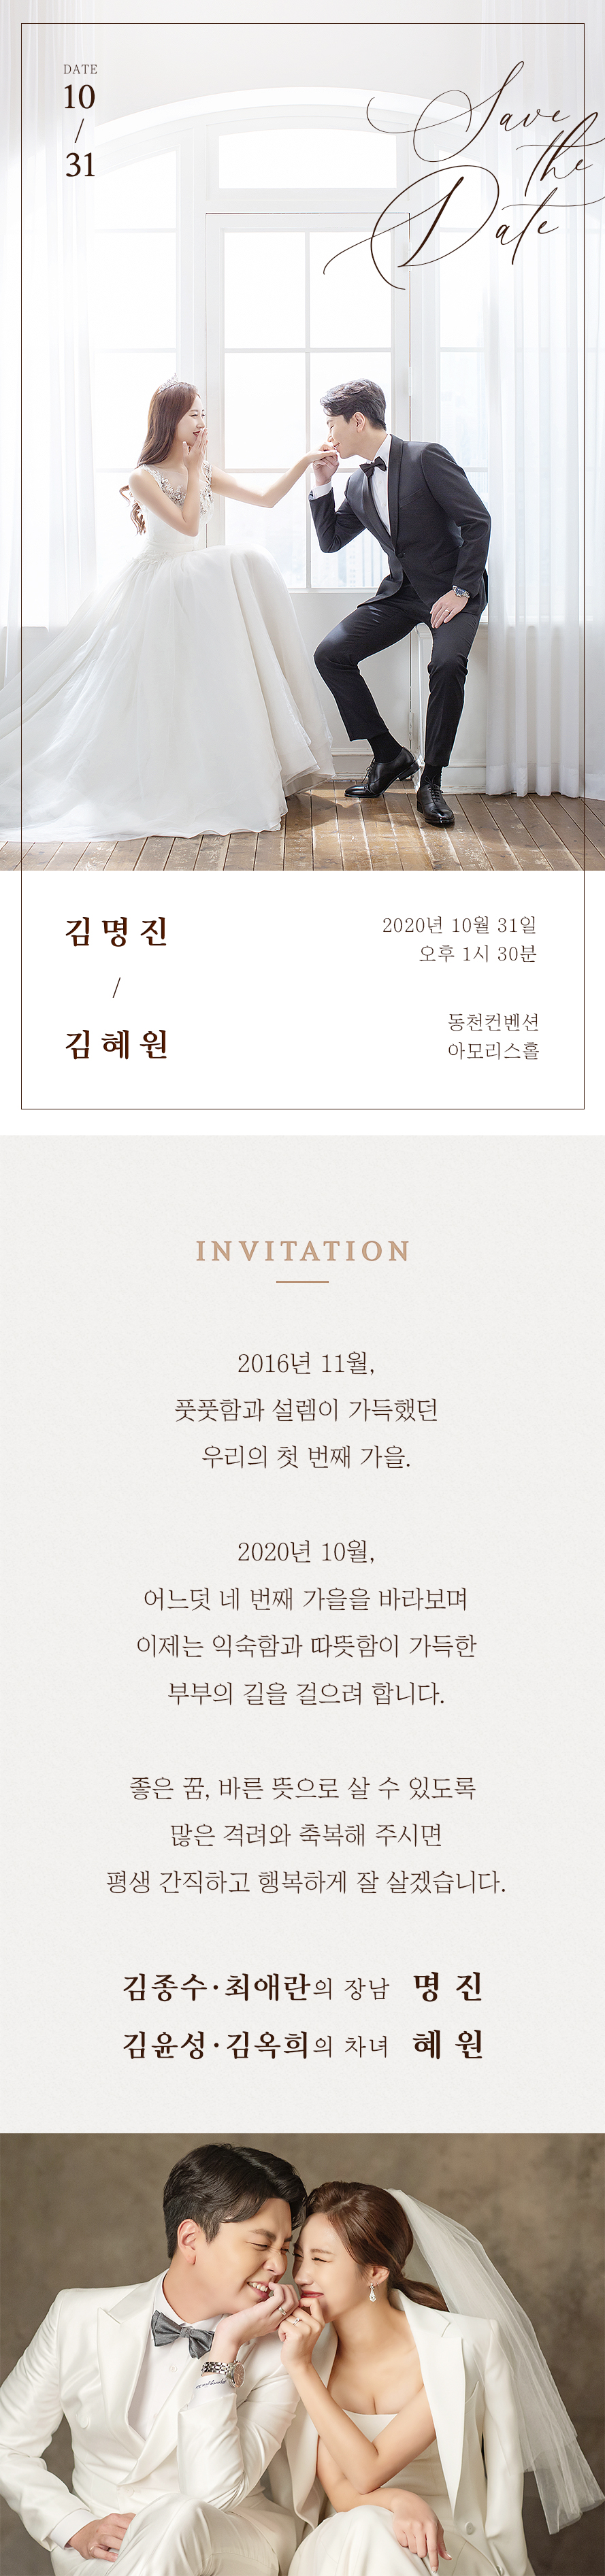 DATE
10
/
31
Save
the
Date
김명진
/
김혜원
2020년 10월 31일
오후 1시 30분
동천컨벤션
아모리스홀
INVITATION
2016년 11월,
풋풋함과 설렘이 가득했던
우리의 첫 번째 가을.
2020년 10월,
어느덧 네 번째 가을을 바라보며
이제는 익숙함과 따뜻함이 가득한
부부의 길을 걸으려 합니다.
좋은 꿈, 바른 뜻으로 살 수 있도록
많은 격려와 축복해 주시면
평생 간직하고 행복하게 잘 살겠습니다.
김종수·최애란의 장남 명 진
김윤성·김옥희의 차녀 혜 원